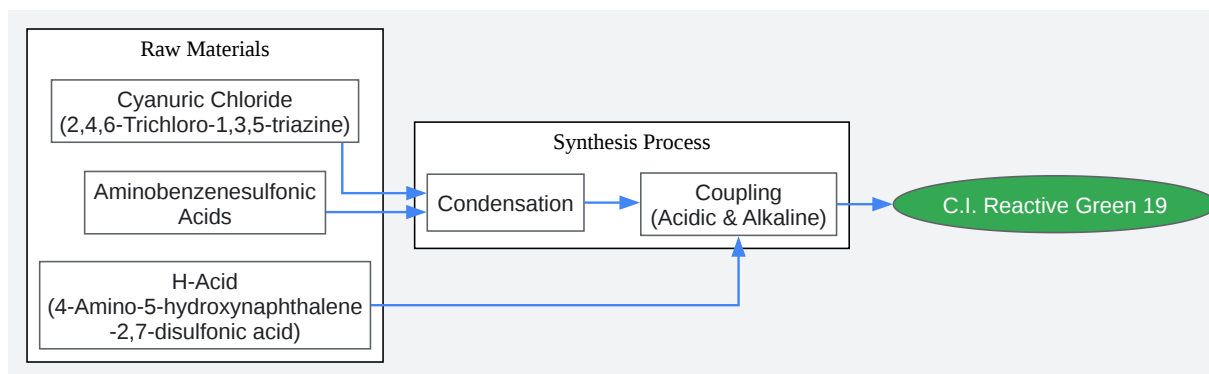 Raw Materials
Cyanuric Chloride
(2,4,6-Trichloro-1,3,5-triazine)
Aminobenzenesulfonic
Acids
H-Acid
(4-Amino-5-hydroxynaphthalene
-2,7-disulfonic acid)
Synthesis Process
Condensation
Coupling
(Acidic & Alkaline)
C.I. Reactive Green 19